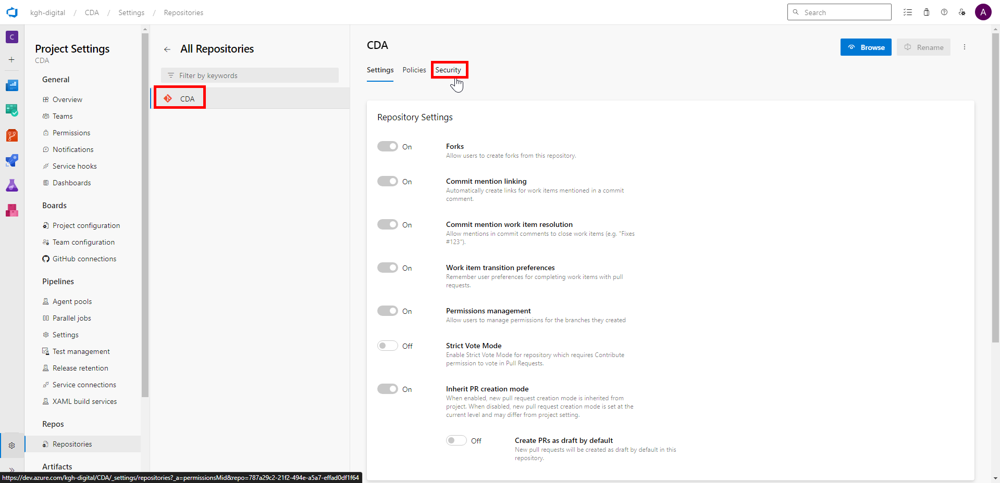 kgh-digital / CDA / Settings / Repositories
Search
A
C
Project Settings
CDA
General
Overview
Teams
Permissions
Notifications
Service hooks
Dashboards
Boards
Project configuration
Team configuration
GitHub connections
Pipelines
Agent pools
Parallel jobs
Settings
Test management
Release retention
Service connections
XAML build services
Repos
Repositories
Artifacts
All Repositories
Filter by keywords
CDA
CDA
Browse
Rename
Settings
Policies
Security
Repository Settings
On
Forks
Allow users to create forks from this repository.
On
Commit mention linking
Automatically create links for work items mentioned in a commit
comment.
On
Commit mention work item resolution
Allow mentions in commit comments to close work items (e.g. "Fixes
#123").
On
Work item transition preferences
Remember user preferences for completing work items with pull
requests.
On
Permissions management
Allow users to manage permissions for the branches they created
Off
Strict Vote Mode
Enable Strict Vote Mode for repository which requires Contribute
permission to vote in Pull Requests.
On
Inherit PR creation mode
When enabled, new pull request creation mode is inherited from
project. When disabled, new pull request creation mode is set at the
current level and may differ from project setting.
Off
Create PRs as draft by default
New pull requests will be created as draft by default in this
repository.
https://dev.azure.com/kgh-digital/CDA/_settings/repositories?_a=permissionsMid&repo=787a29c2-21f2-494e-a5a7-effad0df1f64